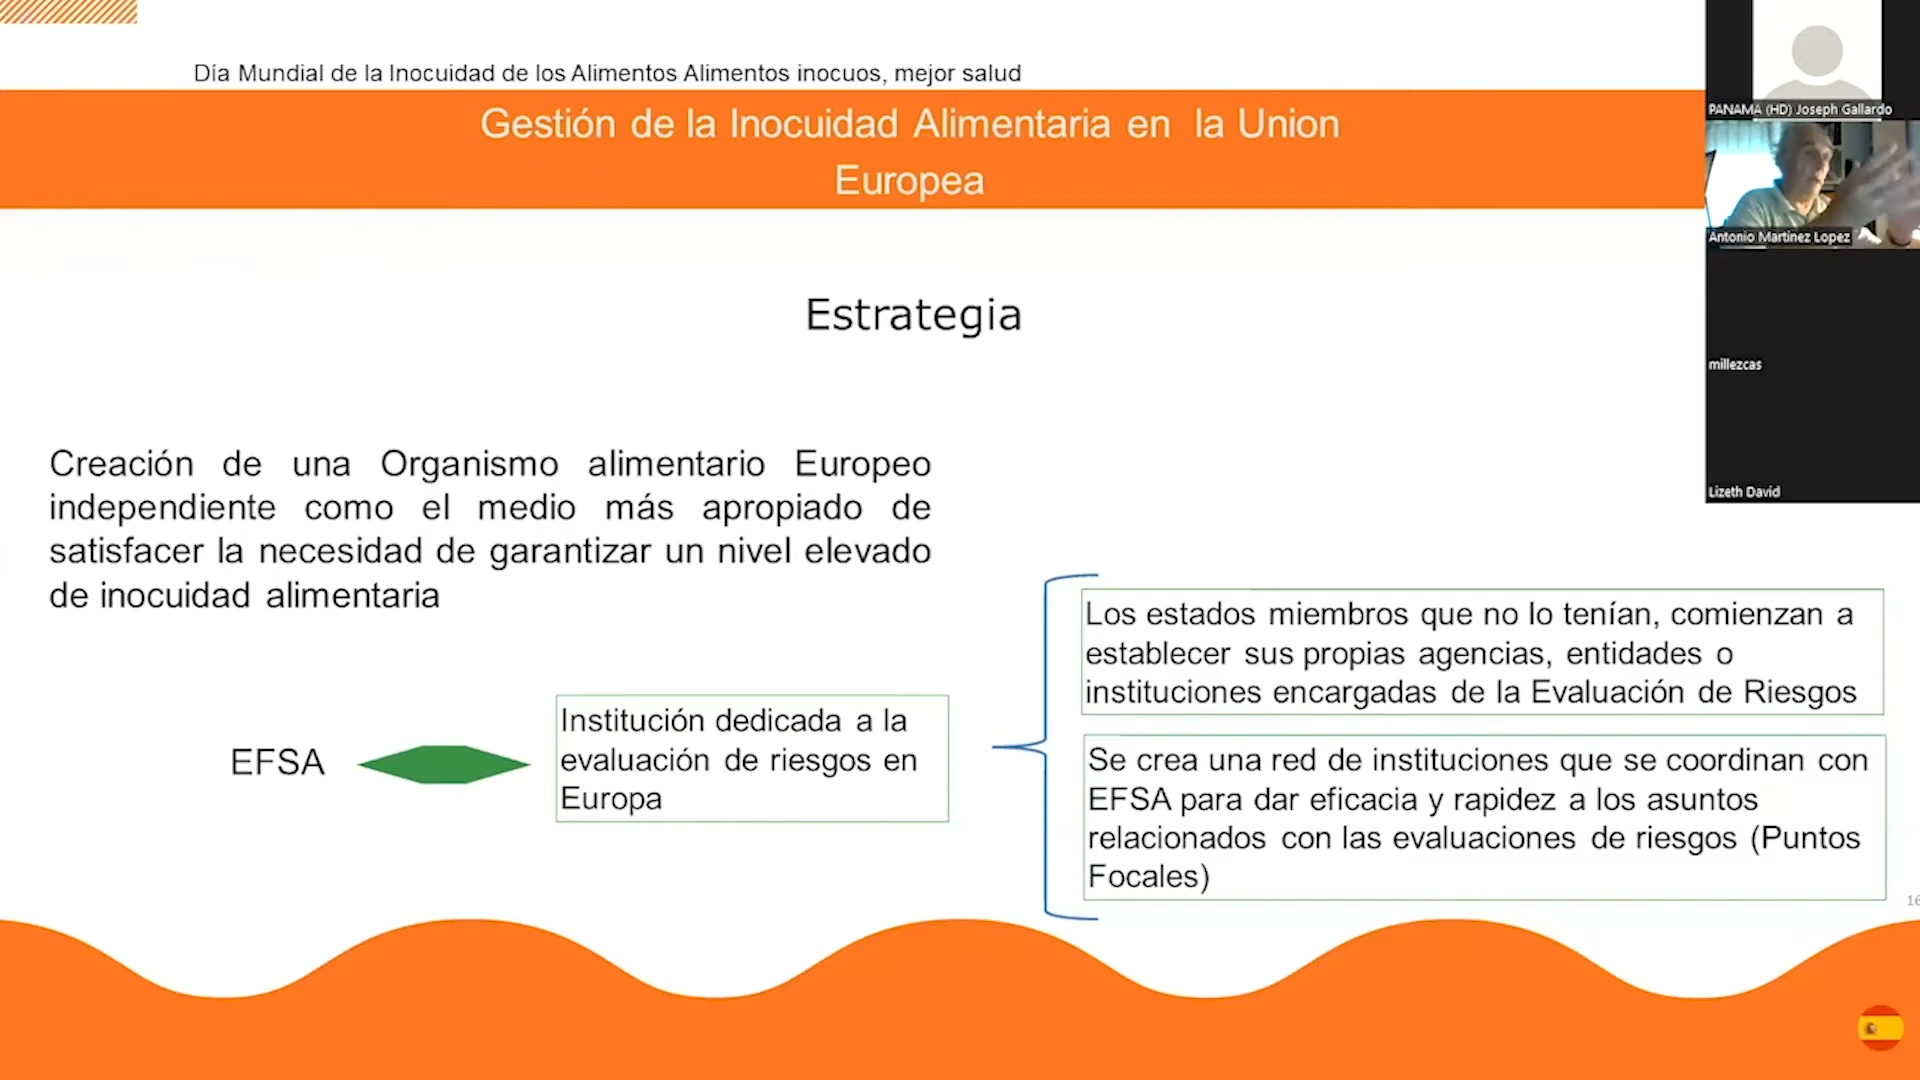 Día Mundial de la Inocuidad de los Alimentos Alimentos inocuos, mejor salud
Gestión de la Inocuidad Alimentaria en la Union
Europea
Estrategia
Creación de una Organismo alimentario Europeo
independiente como el medio más apropiado de
satisfacer la necesidad de garantizar un nivel elevado
de inocuidad alimentaria
EFSA
Institución dedicada a la
evaluación de riesgos en
Europa
Los estados miembros que no lo tenían, comienzan a
establecer sus propias agencias, entidades o
instituciones encargadas de la Evaluación de Riesgos
Se crea una red de instituciones que se coordinan con
EFSA para dar eficacia y rapidez a los asuntos
relacionados con las evaluaciones de riesgos (Puntos
Focales)
16
PANAMA (HD) Joseph Gallardo
Antonio Martinez Lopez
millezcas
Lizeth David